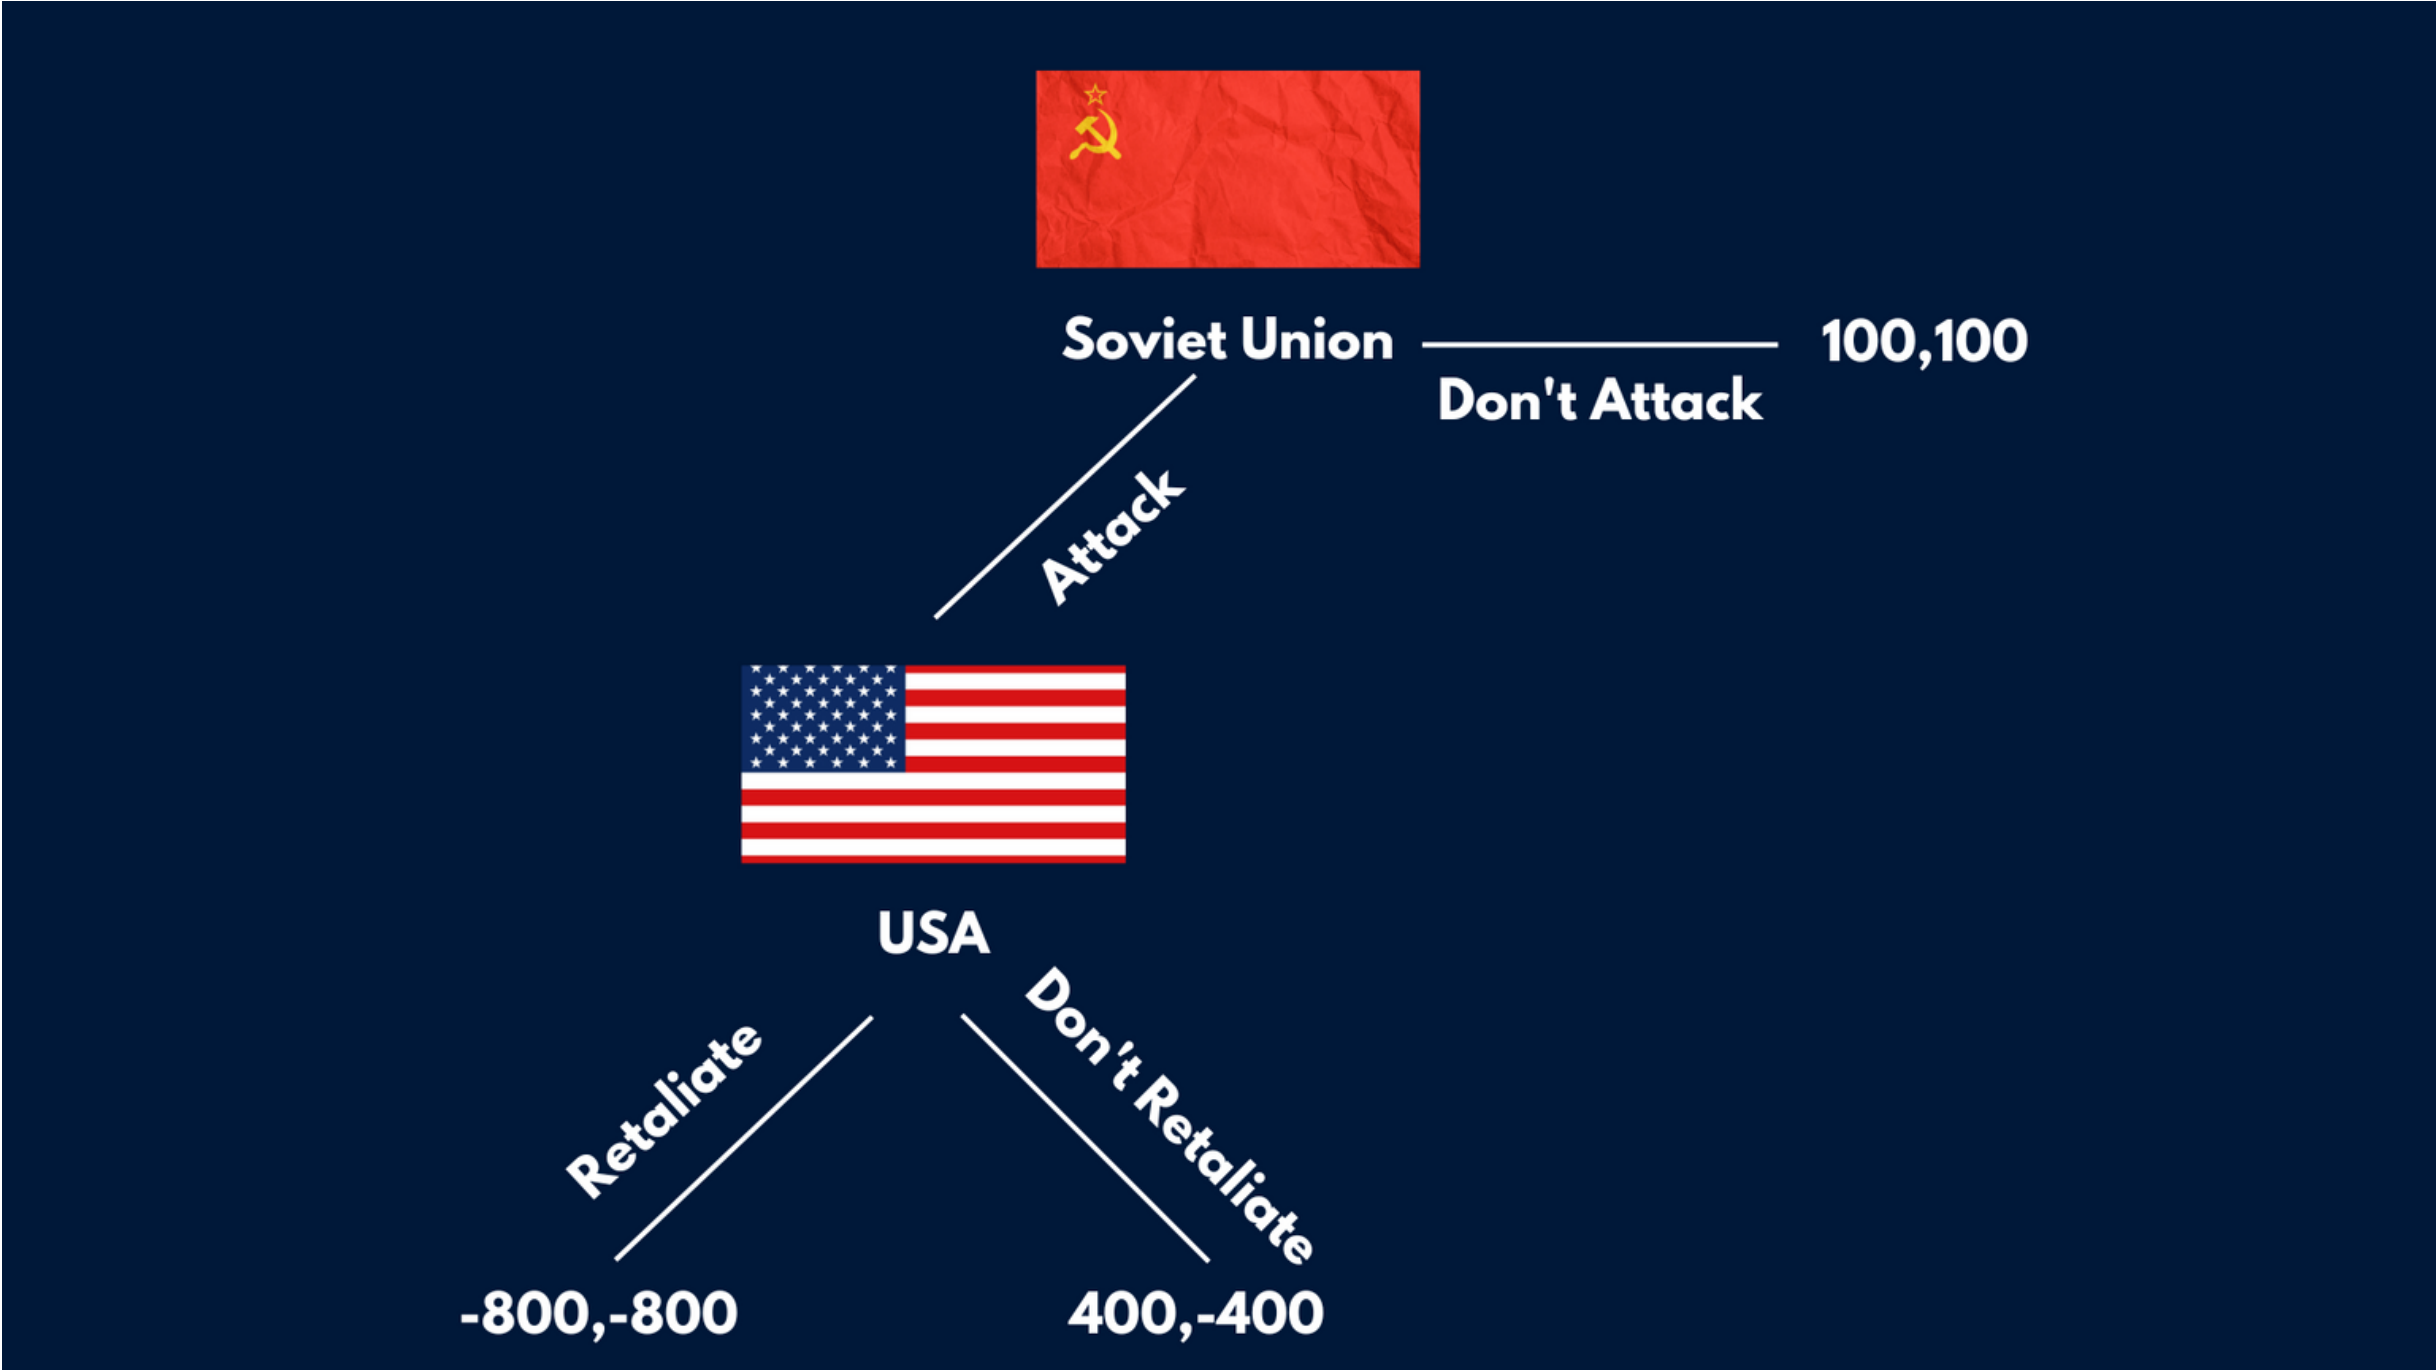 Soviet Union
100,100
Don't Attack
Attack
USA
Retaliate
Don't Retaliate
-800,-800
400,-400